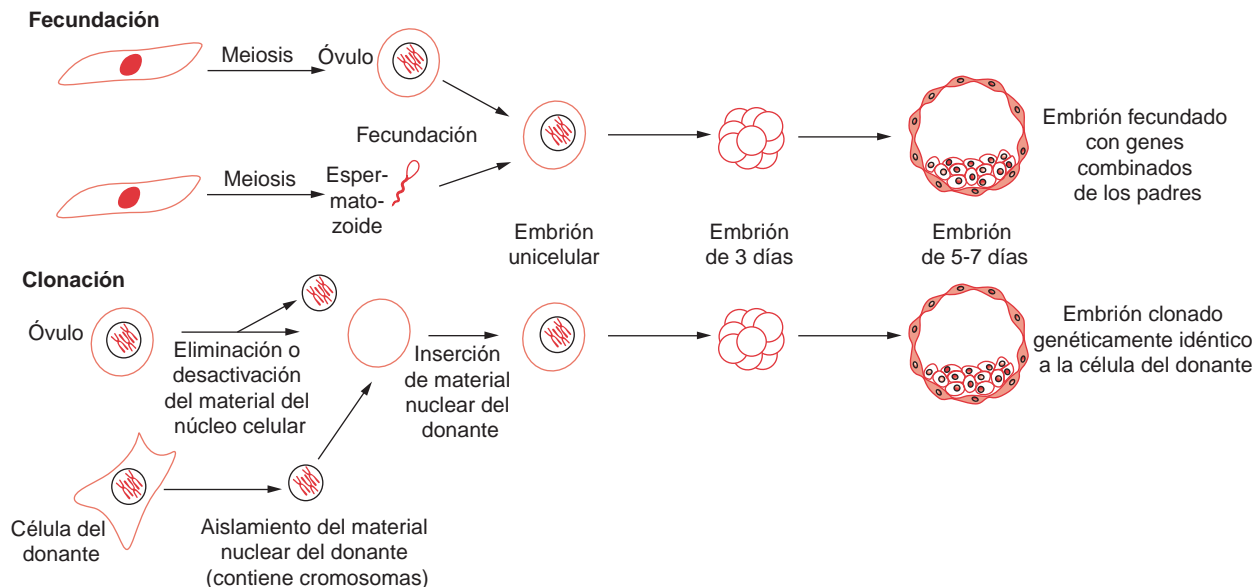 Fecundación
Meiosis
Óvulo
Fecundación
Meiosis
Esper-
mato-
zoide
Embrión fecundado
con genes
combinados
de los padres
Embrión
unicelular
Embrión
de 3 días
Embrión
de 5-7 días
Clonación
Óvulo
Eliminación o
desactivación
del material del
núcleo celular
Inserción
de material
nuclear del
donante
Embrión clonado
genéticamente idéntico
a la célula del donante
Célula del
donante
Aislamiento del material
nuclear del donante
(contiene cromosomas)